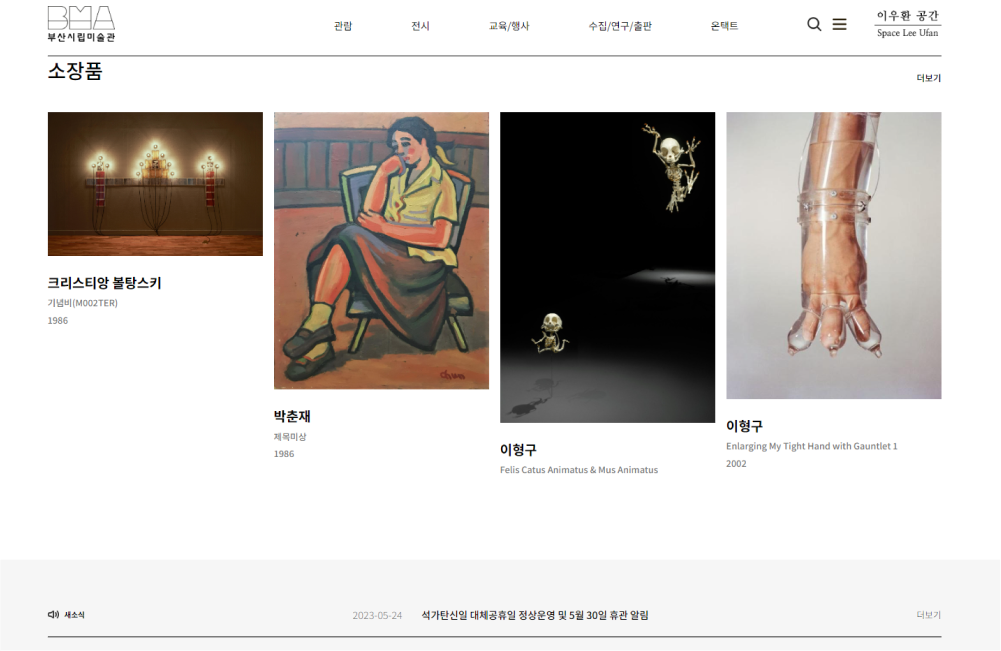 BMA
부산시립미술관
관람
전시
교육/행사
수집/연구/출판
온택트
이우환 공간
Space Lee Ufan
소장품
더보기
크리스티앙 볼탕스키
기념비(M002TER)
1986
박춘재
제목미상
1986
이형구
Felis Catus Animatus & Mus Animatus
이형구
Enlarging My Tight Hand with Gauntlet 1
2002
새소식
2023-05-24
석가탄신일 대체공휴일 정상운영 및 5월 30일 휴관 알림
더보기